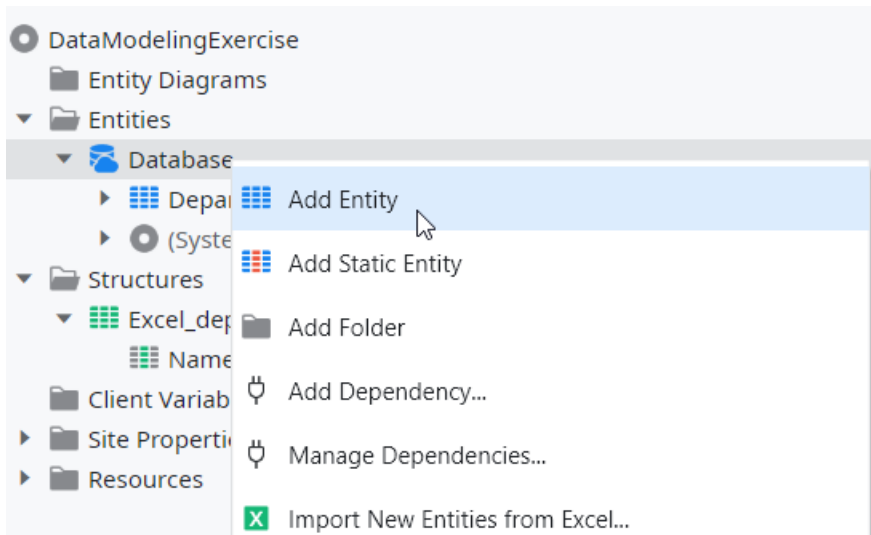 DataModelingExercise
Entity Diagrams
Entities
Database
Depar
Add Entity
(Syste
Add Static Entity
Structures
Excel_dep
Add Folder
Name
Client Variab
Add Dependency...
Site Properti
Manage Dependencies...
Resources
Import New Entities from Excel...